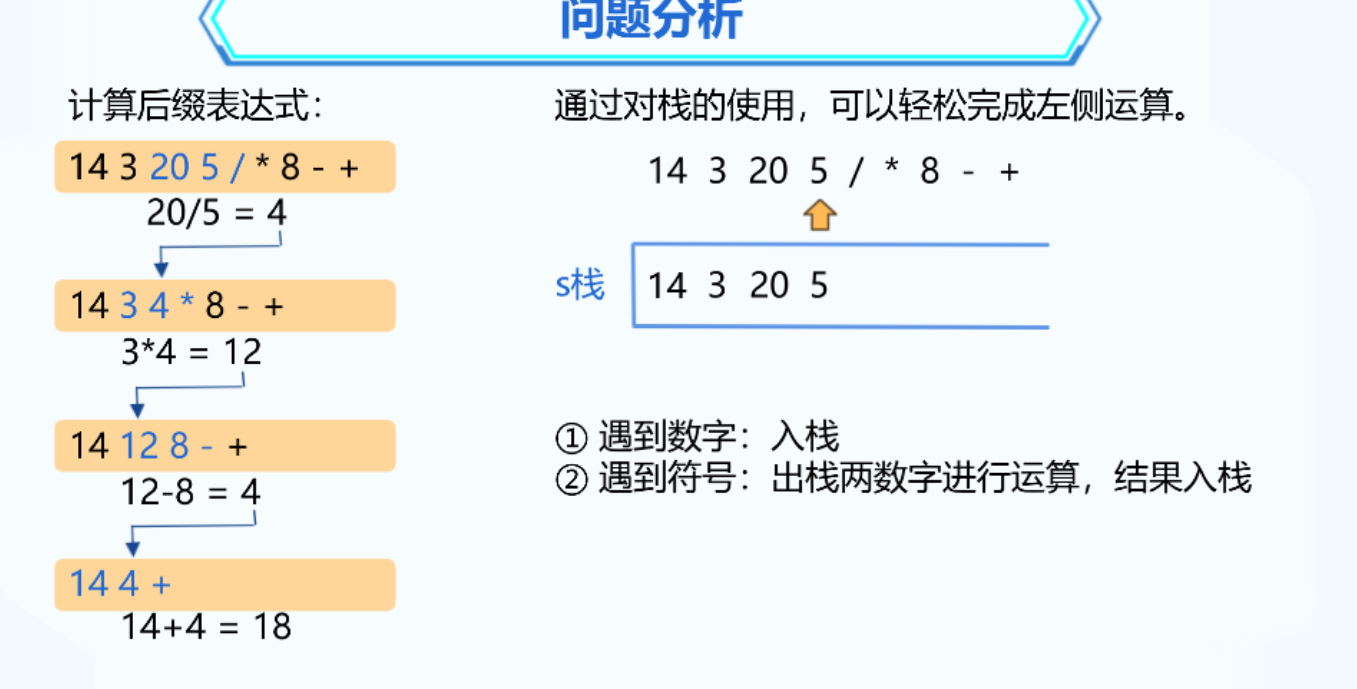 问题分析
计算后缀表达式：
14 3 20 5 / * 8 - +
20/5 = 4
14 3 4 * 8 - +
3*4 = 12
14 12 8 - +
12-8 = 4
14 4 +
14+4 = 18
通过对栈的使用，可以轻松完成左侧运算。
14 3 20 5 / * 8 - +
s栈
14 3 20 5
① 遇到数字：入栈
② 遇到符号：出栈两数字进行运算，结果入栈